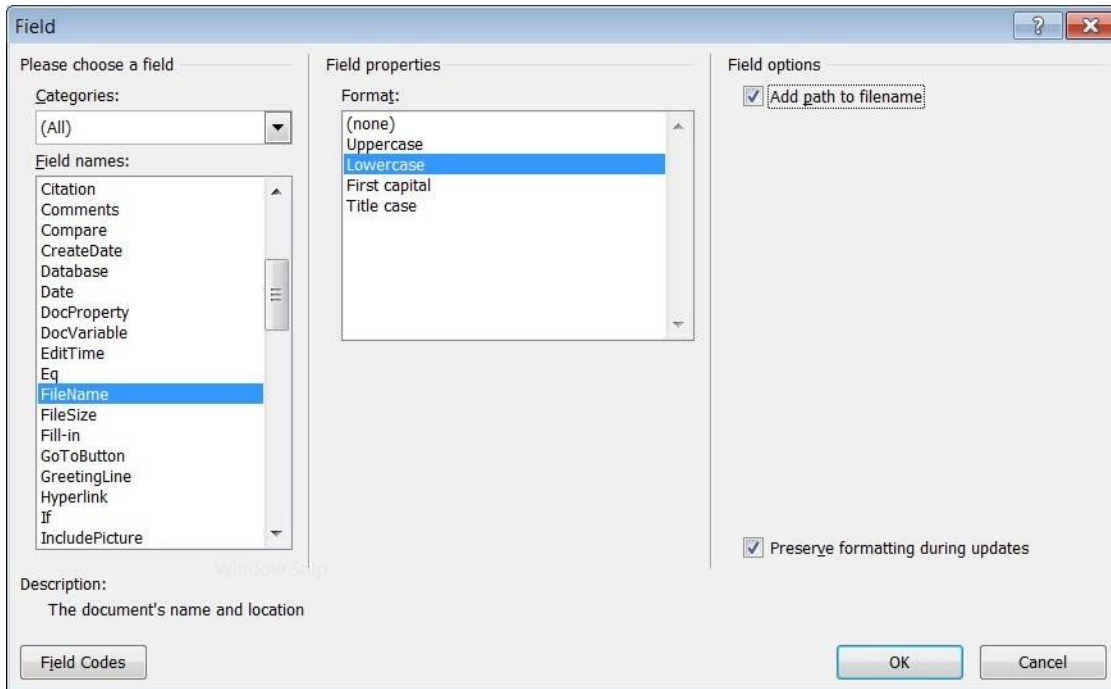 Field
Please choose a field
Categories:
(All)
Field names:
Citation
Comments
Compare
CreateDate
Database
Date
DocProperty
DocVariable
EditTime
Eq
FileName
FileSize
Fill-in
GoToButton
GreetingLine
Hyperlink
If
IncludePicture
Field properties
Format:
(none)
Uppercase
Lowercase
First capital
Title case
Field options
Add path to filename
Preserve formatting during updates
Window Snip
Description:
The document's name and location
Field Codes
OK
Cancel